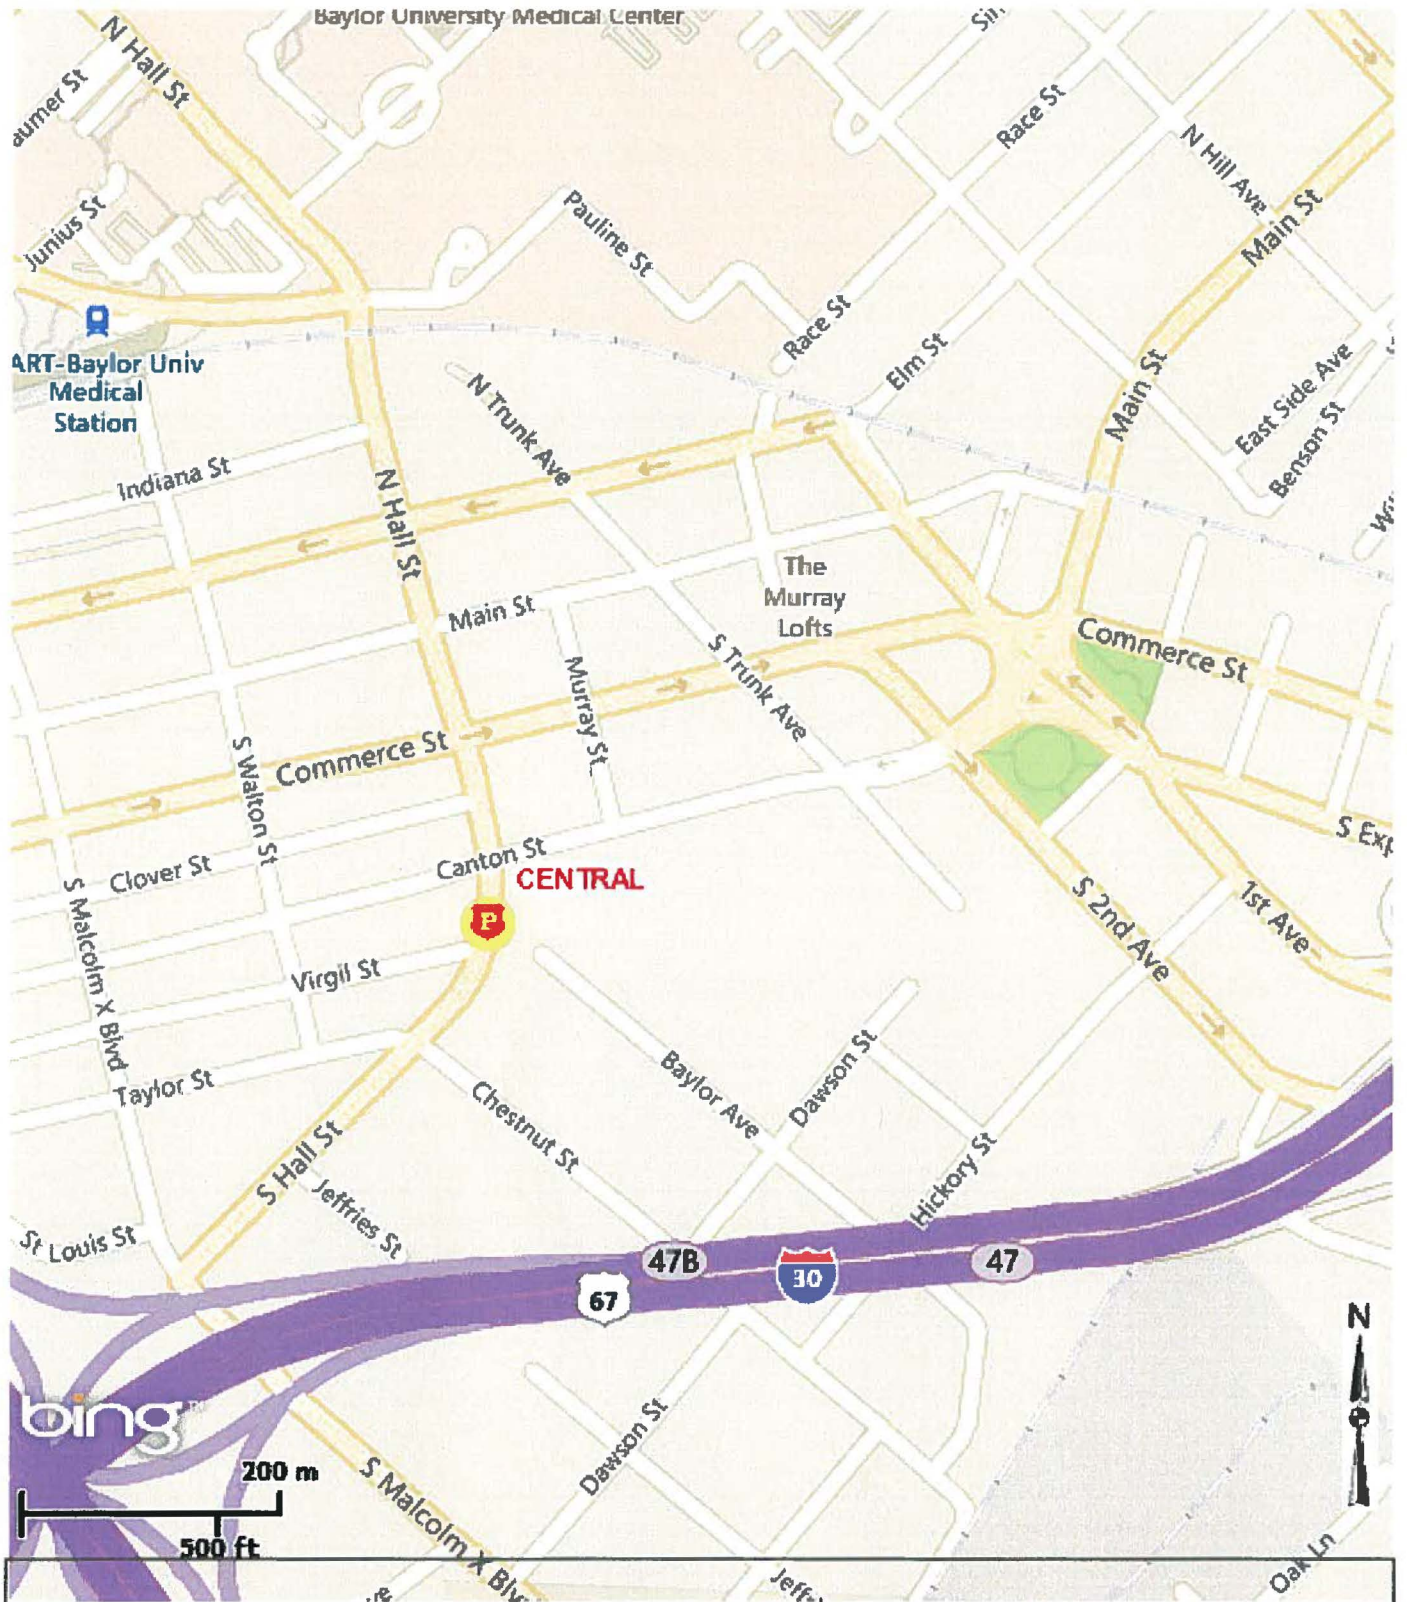 Baylor University Medical Center
N Hall St
Race St
N Hill Ave
Main St
Junius St
Pauline St
Race St
Elm St
Main St
East Side Ave
Benson St
ART-Baylor Univ
Medical
Station
N Trunk Ave
Indiana St
N Hall St
The
Murray
Lofts
Main St
Commerce St
S Trunk Ave
Murray St
Commerce St
S Walton St
S Exp
Canton St
Clover St
CENTRAL
P
S Malcolm X Blvd
S 2nd Ave
1st Ave
Virgil St
Taylor St
Baylor Ave
Dawson St
Chestnut St
S Hall St
Jeffries St
Hickory St
St Louis St
47B
30
47
67
N
bing
200 m
500 ft
Dawson St
S Malcolm X Blv
Oak Ln